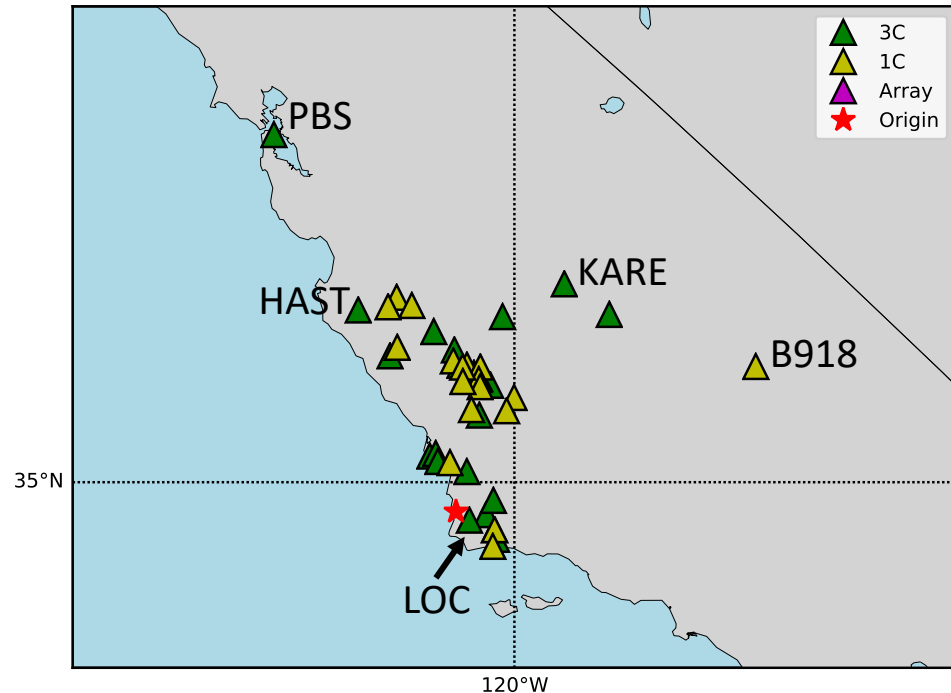 3C
1C
Array
Origin
PBS
KARE
HAST
B918
35°N
LOC
120°W